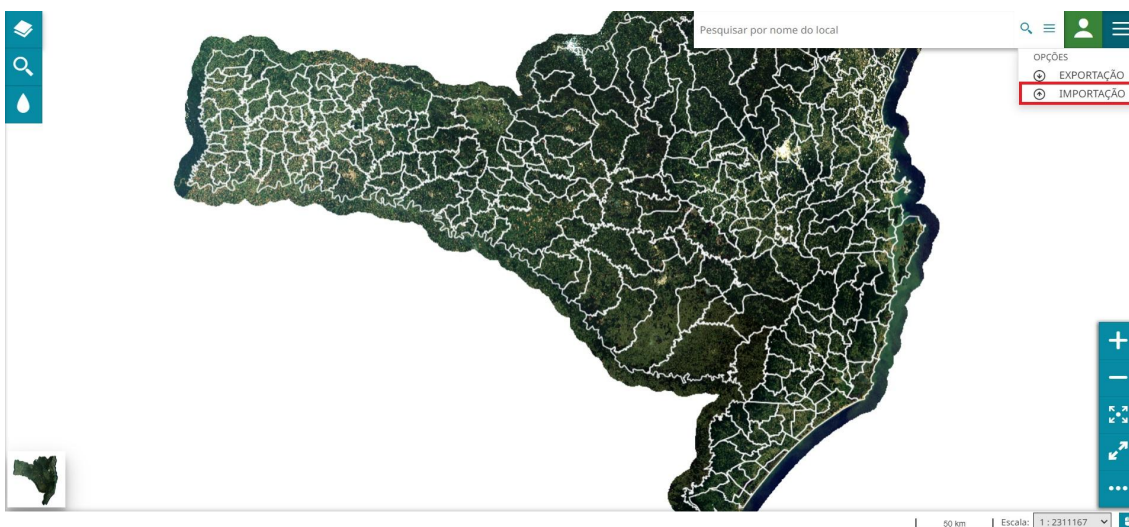 Pesquisar por nome do local
OPÇÕES
EXPORTAÇÃO
IMPORTAÇÃO
50 km
Escala:
1 : 2311167